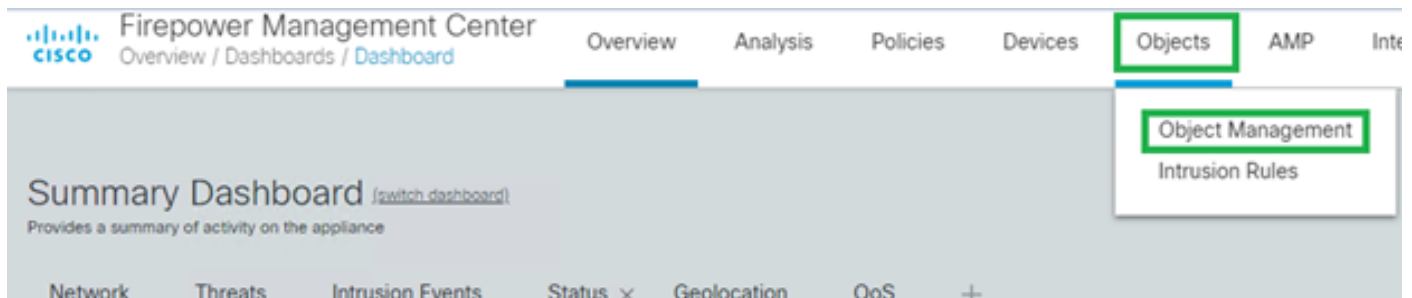 Firepower Management Center
CISCO Overview / Dashboards / Dashboard
Overview Analysis Policies Devices Objects AMP Inte
Object Management
Intrusion Rules
Summary Dashboard (switch dashboard)
Provides a summary of activity on the appliance
Network Threats Intrusion Events Status × Geolocation QoS +